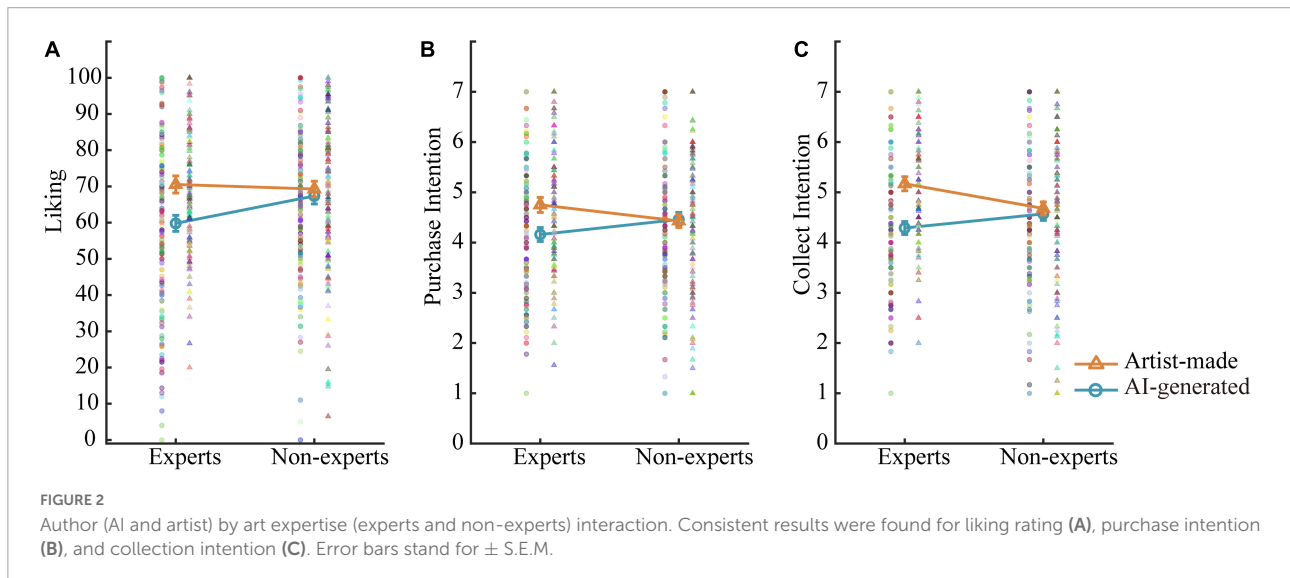 A
B
C
Liking
100
90
80
70
60
50
40
30
20
10
0
Experts Non-experts
Purchase Intention
7
6
5
4
3
2
1
0
Experts Non-experts
Collect Intention
7
6
5
4
3
2
1
0
Experts Non-experts
Artist-made
AI-generated
FIGURE 2
Author (AI and artist) by art expertise (experts and non-experts) interaction. Consistent results were found for liking rating (A), purchase intention
(B), and collection intention (C). Error bars stand for ± S.E.M.